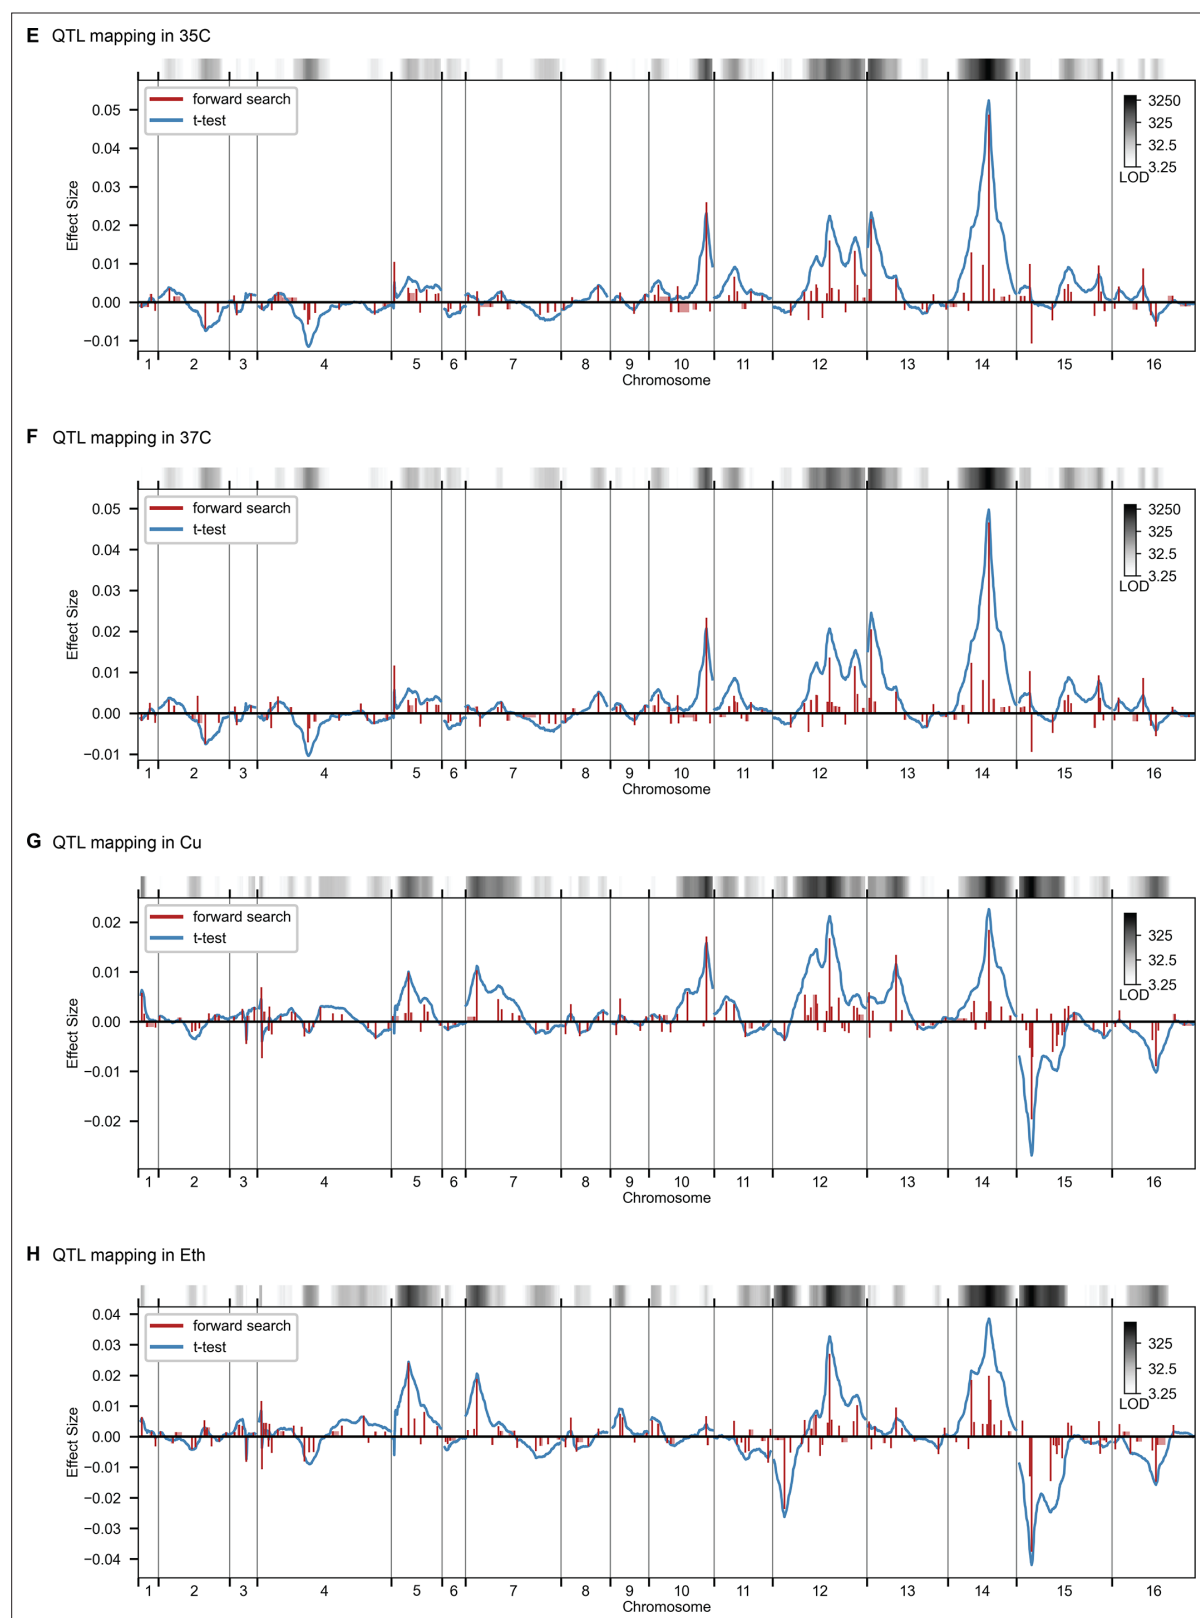 E QTL mapping in 35C
forward search
t-test
3250
325
32.5
3.25
LOD
0.05
0.04
0.03
0.02
0.01
0.00
−0.01
Effect Size
1 2 3 4 5 6 7 8 9 10 11 12 13 14 15 16
Chromosome
F QTL mapping in 37C
forward search
t-test
3250
325
32.5
3.25
LOD
0.05
0.04
0.03
0.02
0.01
0.00
−0.01
Effect Size
1 2 3 4 5 6 7 8 9 10 11 12 13 14 15 16
Chromosome
G QTL mapping in Cu
forward search
t-test
325
32.5
3.25
LOD
0.02
0.01
0.00
−0.01
−0.02
Effect Size
1 2 3 4 5 6 7 8 9 10 11 12 13 14 15 16
Chromosome
H QTL mapping in Eth
forward search
t-test
325
32.5
3.25
LOD
0.04
0.03
0.02
0.01
0.00
−0.01
−0.02
−0.03
−0.04
Effect Size
1 2 3 4 5 6 7 8 9 10 11 12 13 14 15 16
Chromosome